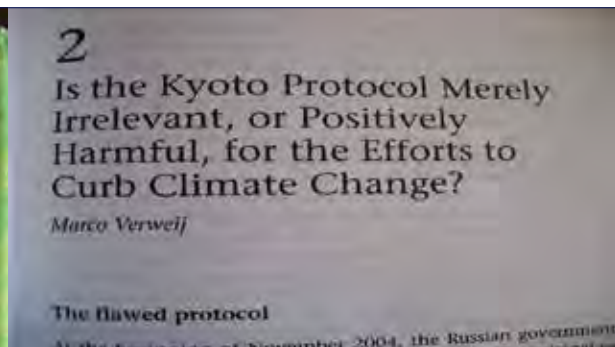 2
Is the Kyoto Protocol Merely
Irrelevant, or Positively
Harmful, for the Efforts to
Curb Climate Change?
Marco Verweij
The flawed protocol
November 2004, the Russian government